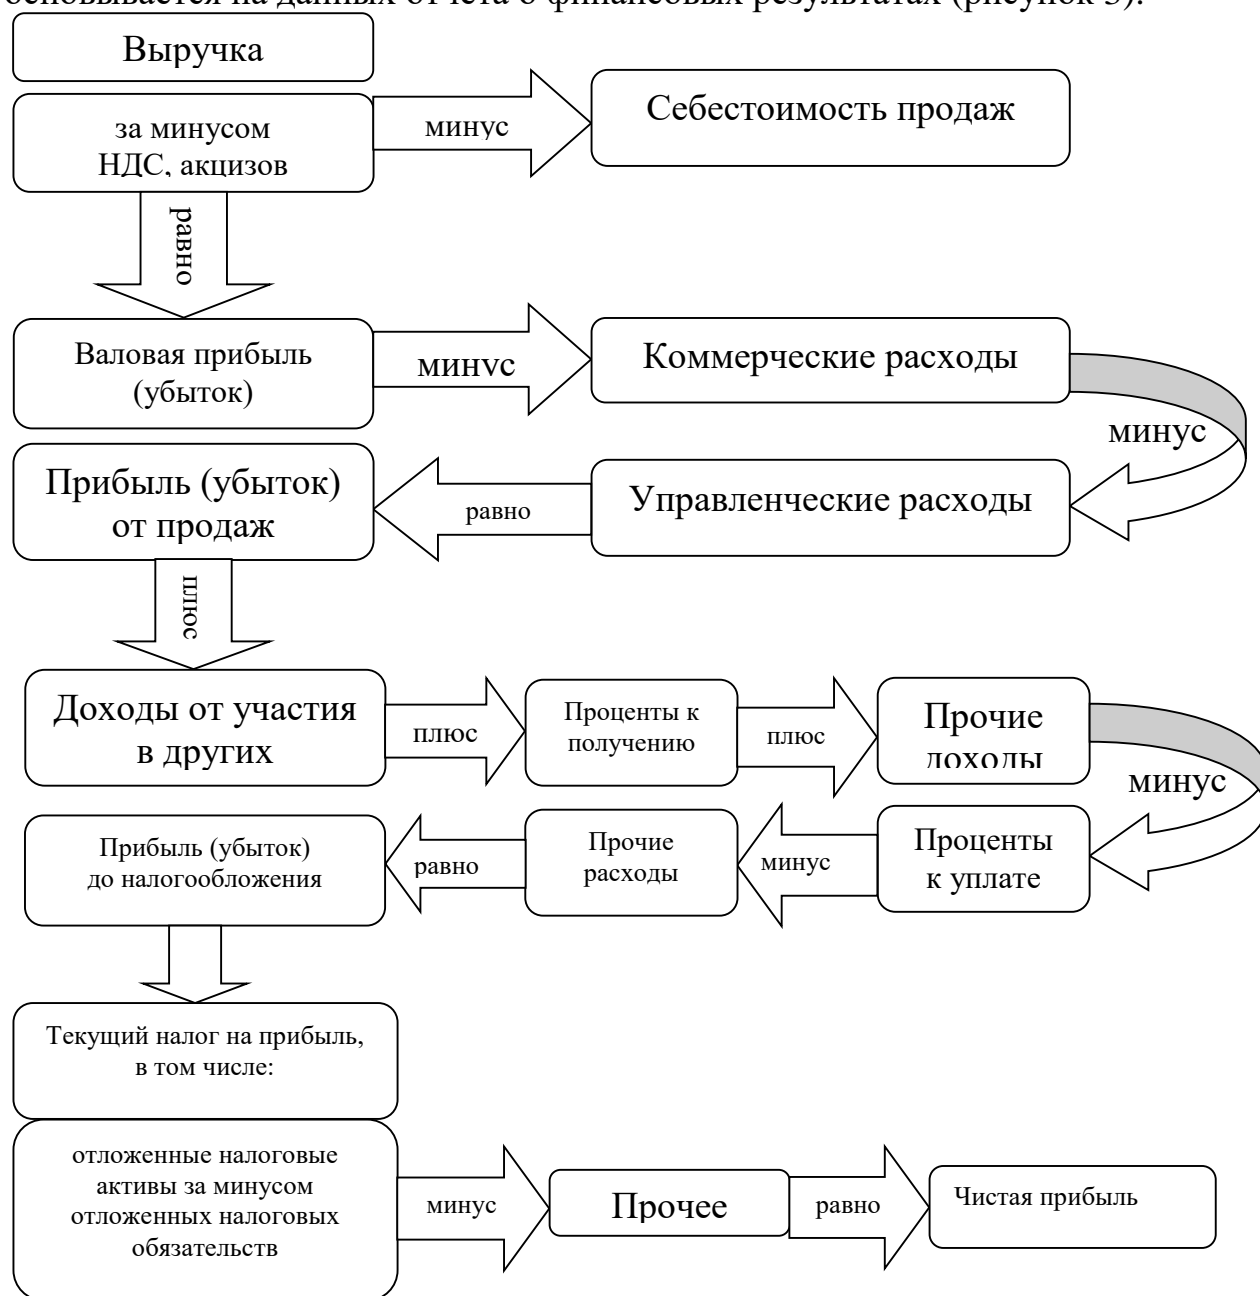 основывается на данных отчета о финансовых результатах (рисунок 3).
Выручка
за минусом
НДС, акцизов
минус
Себестоимость продаж
равно
Валовая прибыль
(убыток)
минус
Коммерческие расходы
минус
Прибыль (убыток)
от продаж
равно
Управленческие расходы
плюс
Доходы от участия
в других
плюс
Проценты к
получению
плюс
Прочие
доходы
минус
Прибыль (убыток)
до налогообложения
равно
Прочие
расходы
минус
Проценты
к уплате
Текущий налог на прибыль,
в том числе:
отложенные налоговые
активы за минусом
отложенных налоговых
обязательств
минус
Прочее
равно
Чистая прибыль